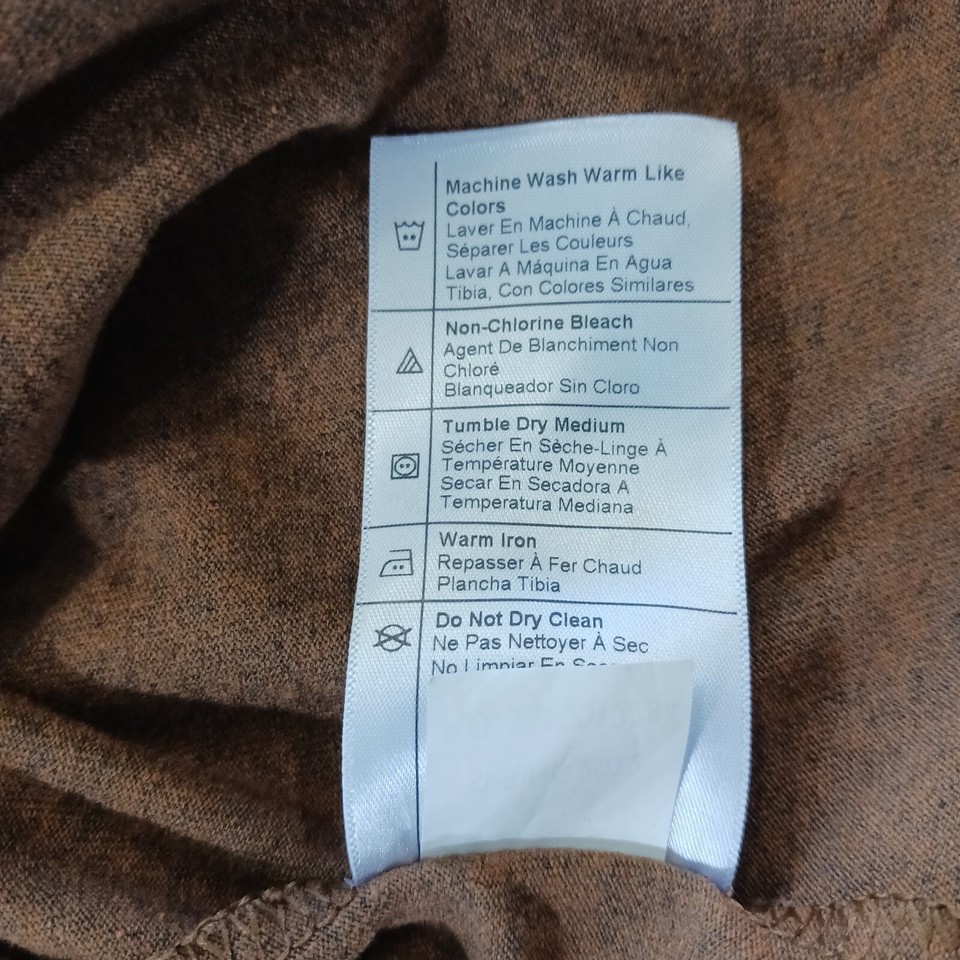 Machine Wash Warm Like
Colors
Laver En Machine À Chaud,
Séparer Les Couleurs
Lavar A Máquina En Agua
Tibia, Con Colores Similares
Non-Chlorine Bleach
Agent De Blanchiment Non
Chloré
Blanqueador Sin Cloro
Tumble Dry Medium
Sécher En Sèche-Linge À
Température Moyenne
Secar En Secadora A
Temperatura Mediana
Warm Iron
Repasser À Fer Chaud
Plancha Tibia
Do Not Dry Clean
Ne Pas Nettoyer À Sec
No Limpiar En